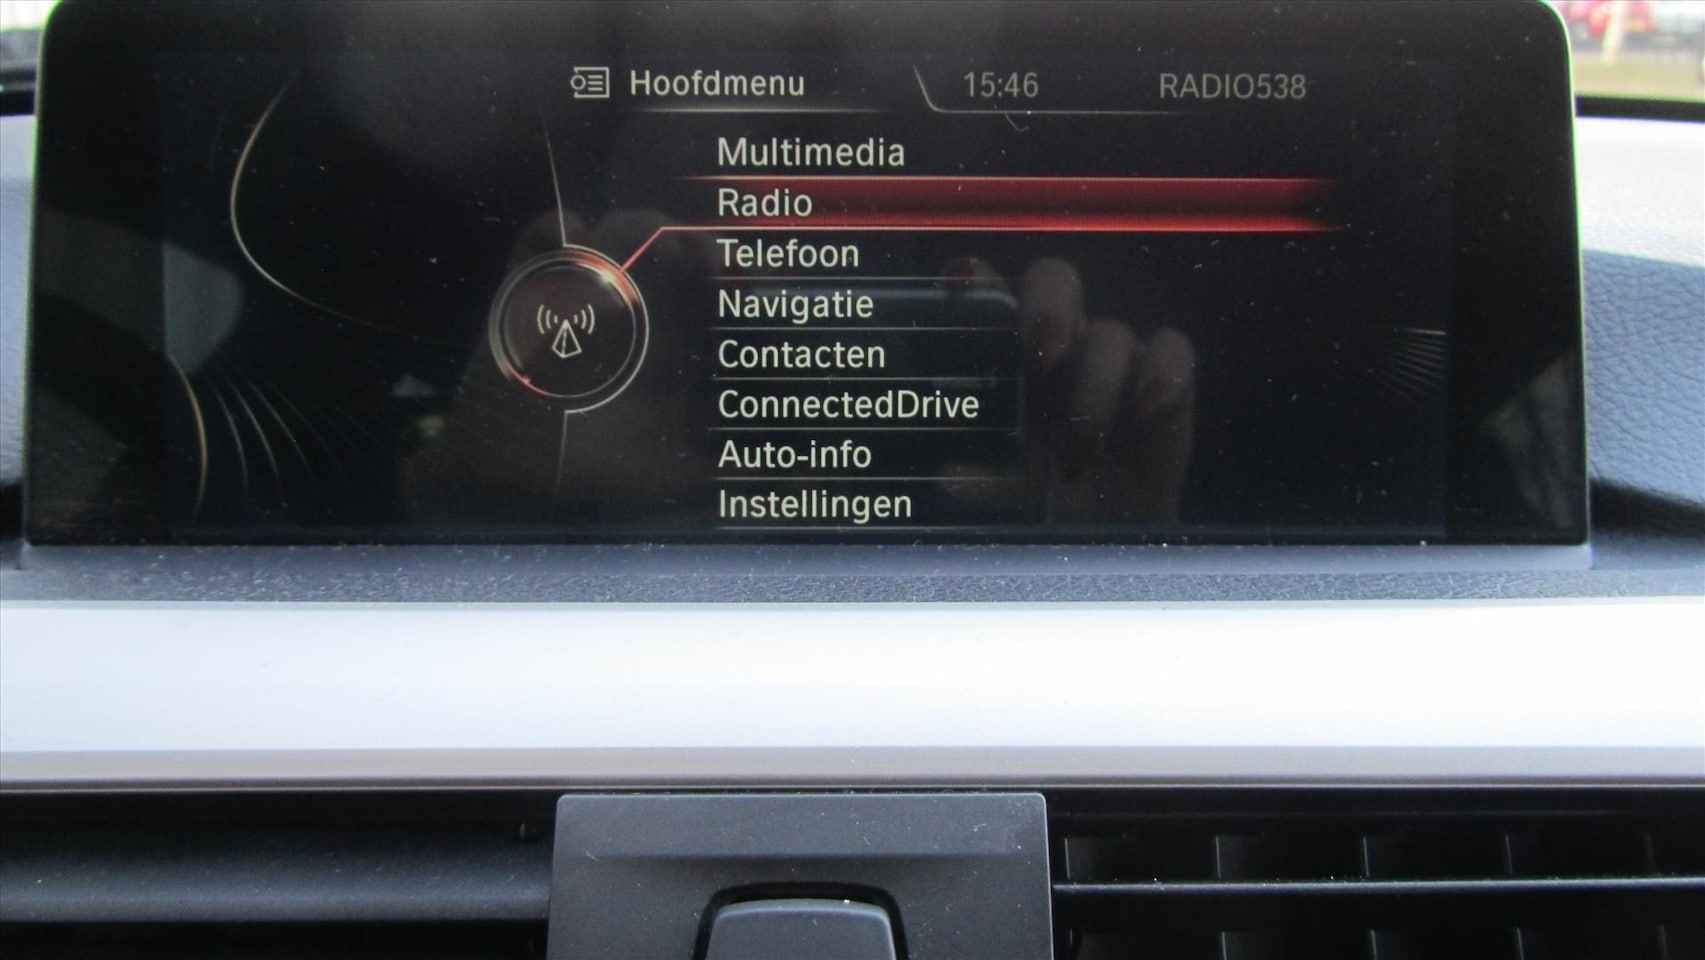 Hoofdmenu 15:46 RADIO538
Multimedia
Radio
Telefoon
Navigatie
Contacten
ConnectedDrive
Auto-info
Instellingen